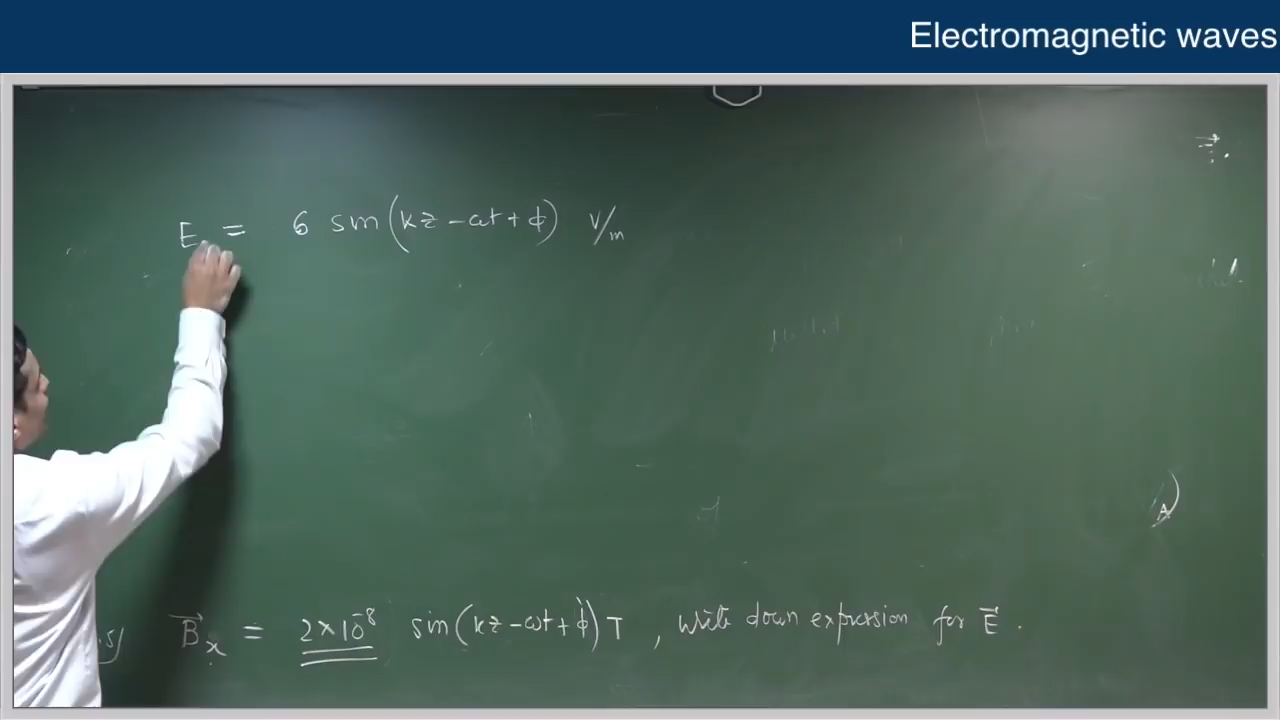 Electromagnetic waves
E = 6 sin(kz - ωt + ϕ) V/m
B⃗x = 2×10⁻⁸ sin(kz - ωt + ϕ) T , write down expression for E⃗ .